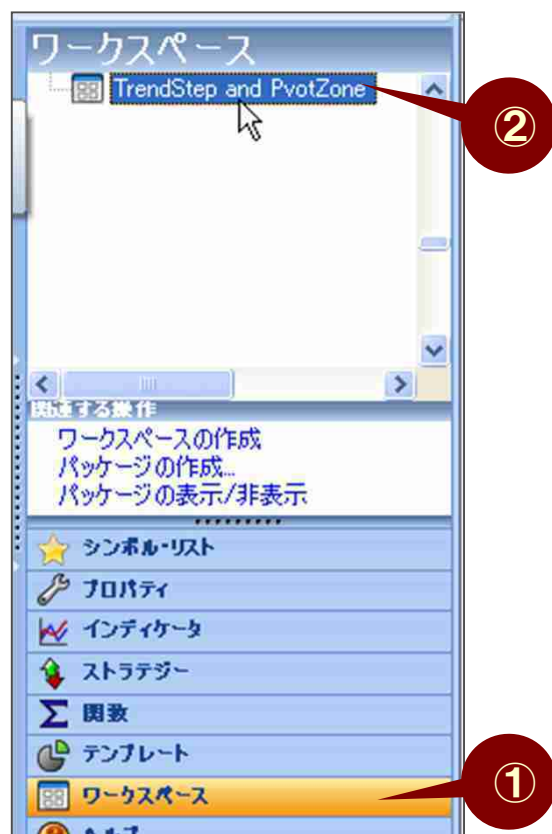 ワークスペース
TrendStep and PvotZone
②
関連する操作
ワークスペースの作成
パッケージの作成...
パッケージの表示/非表示
シンボル・リスト
プロパティ
インディケータ
ストラテジー
関数
テンプレート
ワークスペース
①
ヘルプ